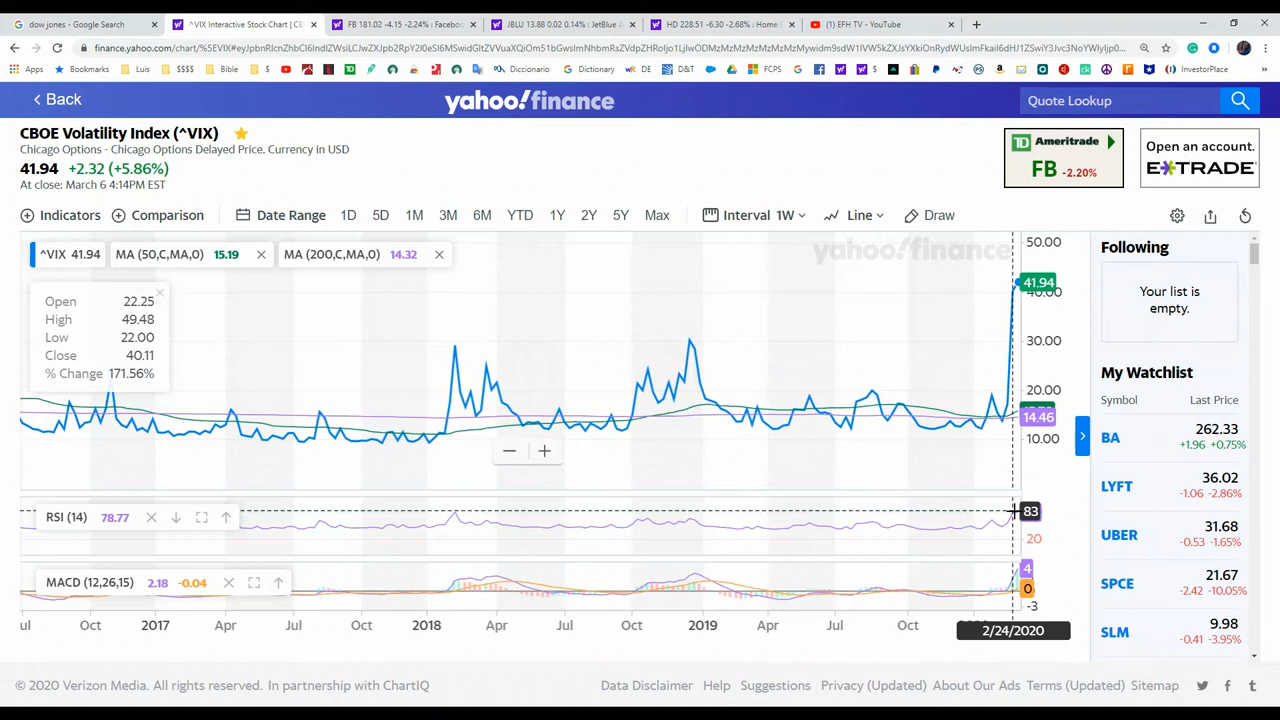 dow jones - Google Search
^VIX Interactive Stock Chart | CB
FB 181.02 -4.15 -2.24% : Faceboo
JBLU 13.88 0.02 0.14% : JetBlue A
HD 228.51 -6.30 -2.68% : Home
(1) EFH TV - YouTube
Apps Bookmarks Luis $$$$ Bible $ Diccionario Dictionary DE D&T FCPS $ InvestorPlace
Back
yahoo!finance
Quote Lookup
CBOE Volatility Index (^VIX)
Chicago Options - Chicago Options Delayed Price. Currency in USD
41.94 +2.32 (+5.86%)
At close: March 6 4:14PM EST
Ameritrade
FB -2.20%
Open an account.
E*TRADE
Indicators Comparison Date Range 1D 5D 1M 3M 6M YTD 1Y 2Y 5Y Max Interval 1W Line Draw
^VIX 41.94 MA (50,C,MA,0) 15.19 MA (200,C,MA,0) 14.32
yahoo!finance
Open 22.25
High 49.48
Low 22.00
Close 40.11
% Change 171.56%
50.00
41.94
40.00
30.00
20.00
14.46
10.00
RSI (14) 78.77
83
20
MACD (12,26,15) 2.18 -0.04
4
0
-3
ul Oct 2017 Apr Jul Oct 2018 Apr Jul Oct 2019 Apr Jul Oct
2/24/2020
Following
Your list is
empty.
My Watchlist
Symbol Last Price
BA 262.33
+1.96 +0.75%
LYFT 36.02
-1.06 -2.86%
UBER 31.68
-0.53 -1.65%
SPCE 21.67
-2.42 -10.05%
SLM 9.98
-0.41 -3.95%
© 2020 Verizon Media. All rights reserved. In partnership with ChartIQ
Data Disclaimer Help Suggestions Privacy (Updated) About Our Ads Terms (Updated) Sitemap